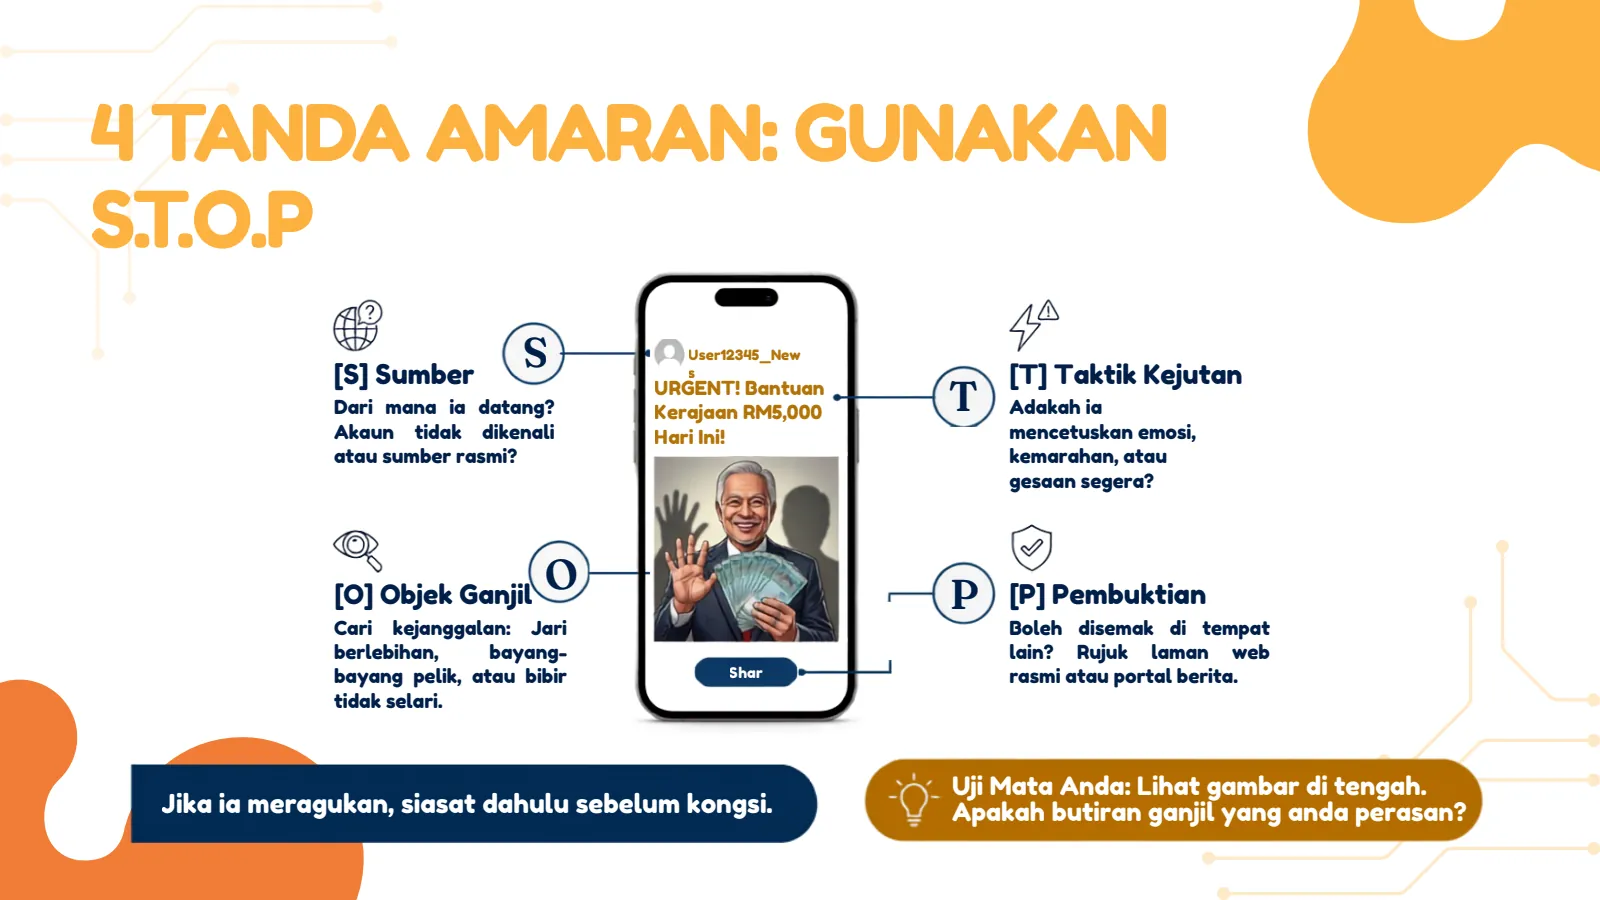 4 TANDA AMARAN: GUNAKAN
S.T.O.P
S
[S] Sumber
Dari mana ia datang?
Akaun tidak dikenali
atau sumber rasmi?
O
[O] Objek Ganjil
Cari kejanggalan: Jari
berlebihan, bayang-
bayang pelik, atau bibir
tidak selari.
User12345_New
s
URGENT! Bantuan
Kerajaan RM5,000
Hari Ini!
Shar
T
[T] Taktik Kejutan
Adakah ia
mencetuskan emosi,
kemarahan, atau
gesaan segera?
P
[P] Pembuktian
Boleh disemak di tempat
lain? Rujuk laman web
rasmi atau portal berita.
Jika ia meragukan, siasat dahulu sebelum kongsi.
Uji Mata Anda: Lihat gambar di tengah.
Apakah butiran ganjil yang anda perasan?